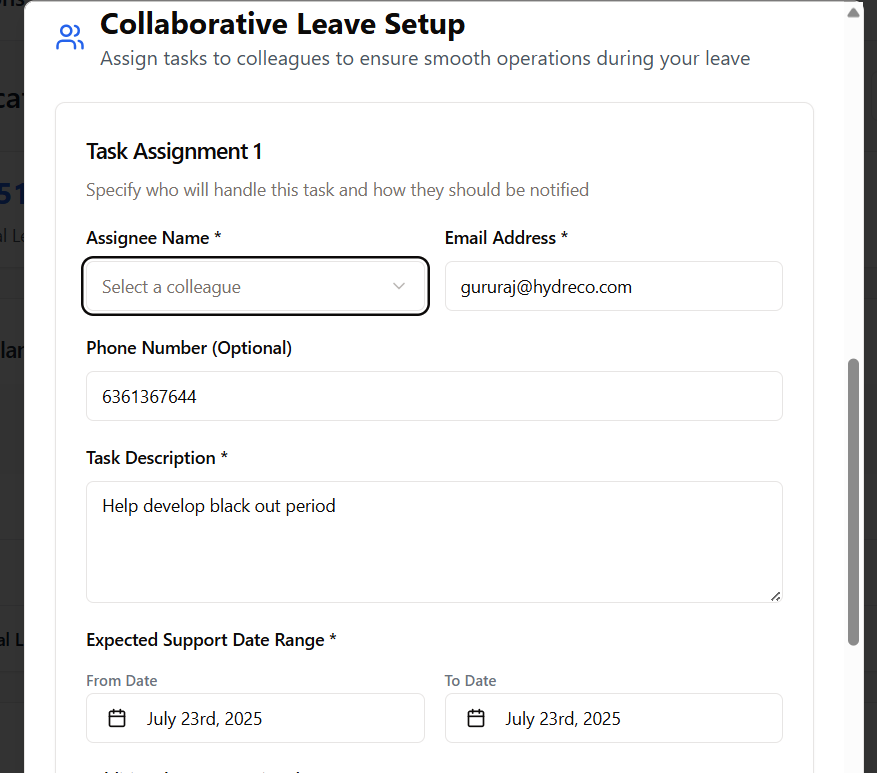 Collaborative Leave Setup
Assign tasks to colleagues to ensure smooth operations during your leave
Task Assignment 1
Specify who will handle this task and how they should be notified
Assignee Name *
Email Address *
Select a colleague
gururaj@hydreco.com
Phone Number (Optional)
6361367644
Task Description *
Help develop black out period
Expected Support Date Range *
From Date
To Date
July 23rd, 2025
July 23rd, 2025